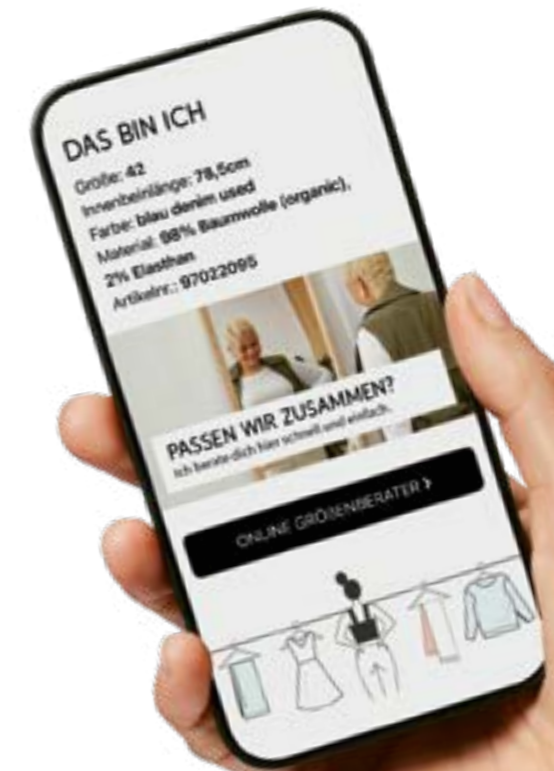 DAS BIN ICH
Größe: 42
Innenbeinlänge: 78,5cm
Farbe: blau denim used
Material: 98% Baumwolle (organic),
2% Elasthan
Artikelnr.: 97022095
PASSEN WIR ZUSAMMEN?
Ich berate dich hier schnell und einfach.
ONLINE GRÖßENBERATER >